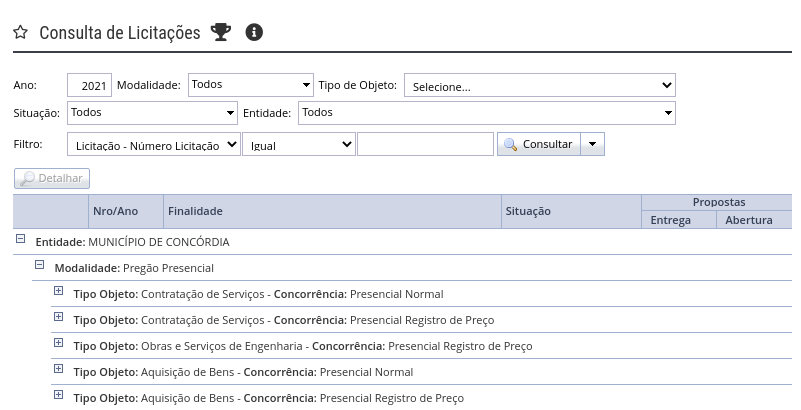 Consulta de Licitações
Ano: 2021 Modalidade: Todos Tipo de Objeto: Selecione...
Situação: Todos Entidade: Todos
Filtro: Licitação - Número Licitação Igual Consultar
Detalhar
Nro/Ano Finalidade Situação Propostas
Entrega Abertura
Entidade: MUNICÍPIO DE CONCÓRDIA
Modalidade: Pregão Presencial
Tipo Objeto: Contratação de Serviços - Concorrência: Presencial Normal
Tipo Objeto: Contratação de Serviços - Concorrência: Presencial Registro de Preço
Tipo Objeto: Obras e Serviços de Engenharia - Concorrência: Presencial Registro de Preço
Tipo Objeto: Aquisição de Bens - Concorrência: Presencial Normal
Tipo Objeto: Aquisição de Bens - Concorrência: Presencial Registro de Preço